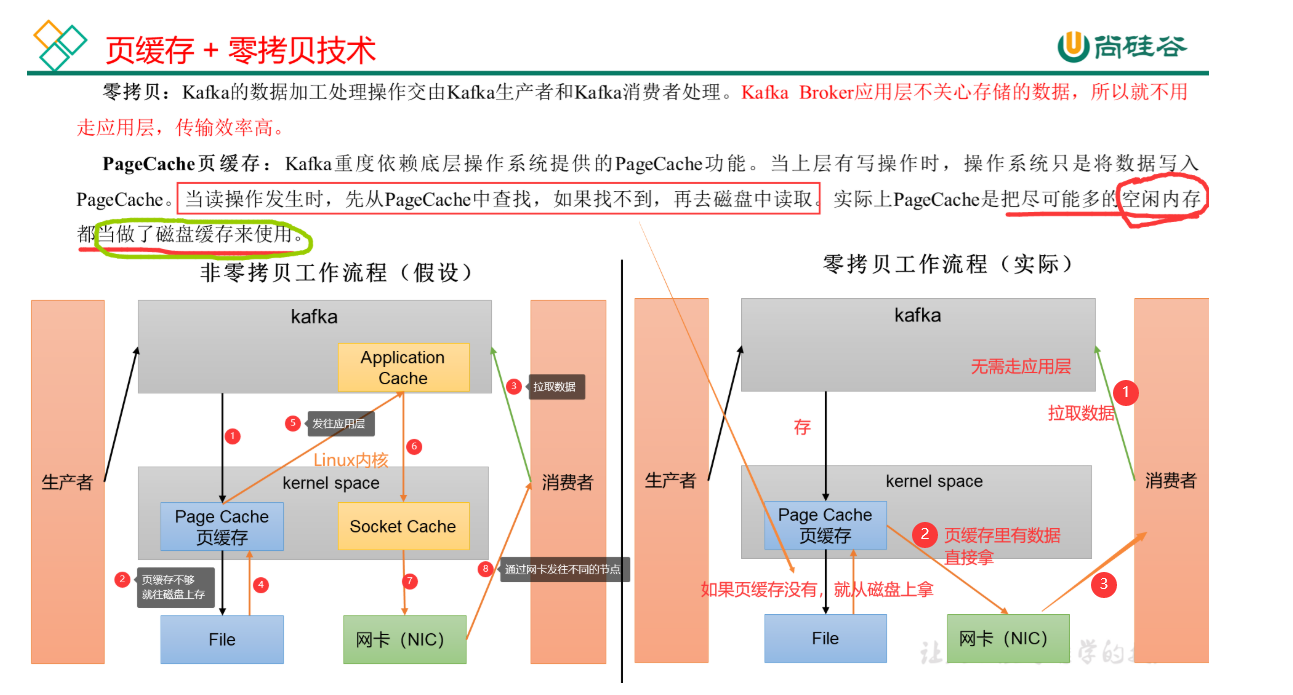 页缓存 + 零拷贝技术
尚硅谷
零拷贝：Kafka的数据加工处理操作交由Kafka生产者和Kafka消费者处理。Kafka Broker应用层不关心存储的数据，所以就不用
走应用层，传输效率高。
PageCache页缓存：Kafka重度依赖底层操作系统提供的PageCache功能。当上层有写操作时，操作系统只是将数据写入
PageCache。当读操作发生时，先从PageCache中查找，如果找不到，再去磁盘中读取。实际上PageCache是把尽可能多的空闲内存
都当做了磁盘缓存来使用。
非零拷贝工作流程（假设）
kafka
Application
Cache
3
拉取数据
5
发往应用层
1
6
Linux内核
kernel space
生产者
消费者
Page Cache
页缓存
Socket Cache
2
页缓存不够
就往磁盘上存
4
7
8
通过网卡发往不同的节点
File
网卡（NIC）
零拷贝工作流程（实际）
kafka
无需走应用层
1
拉取数据
存
kernel space
生产者
消费者
Page Cache
页缓存
2
页缓存里有数据
直接拿
3
如果页缓存没有，就从磁盘上拿
File
网卡（NIC）